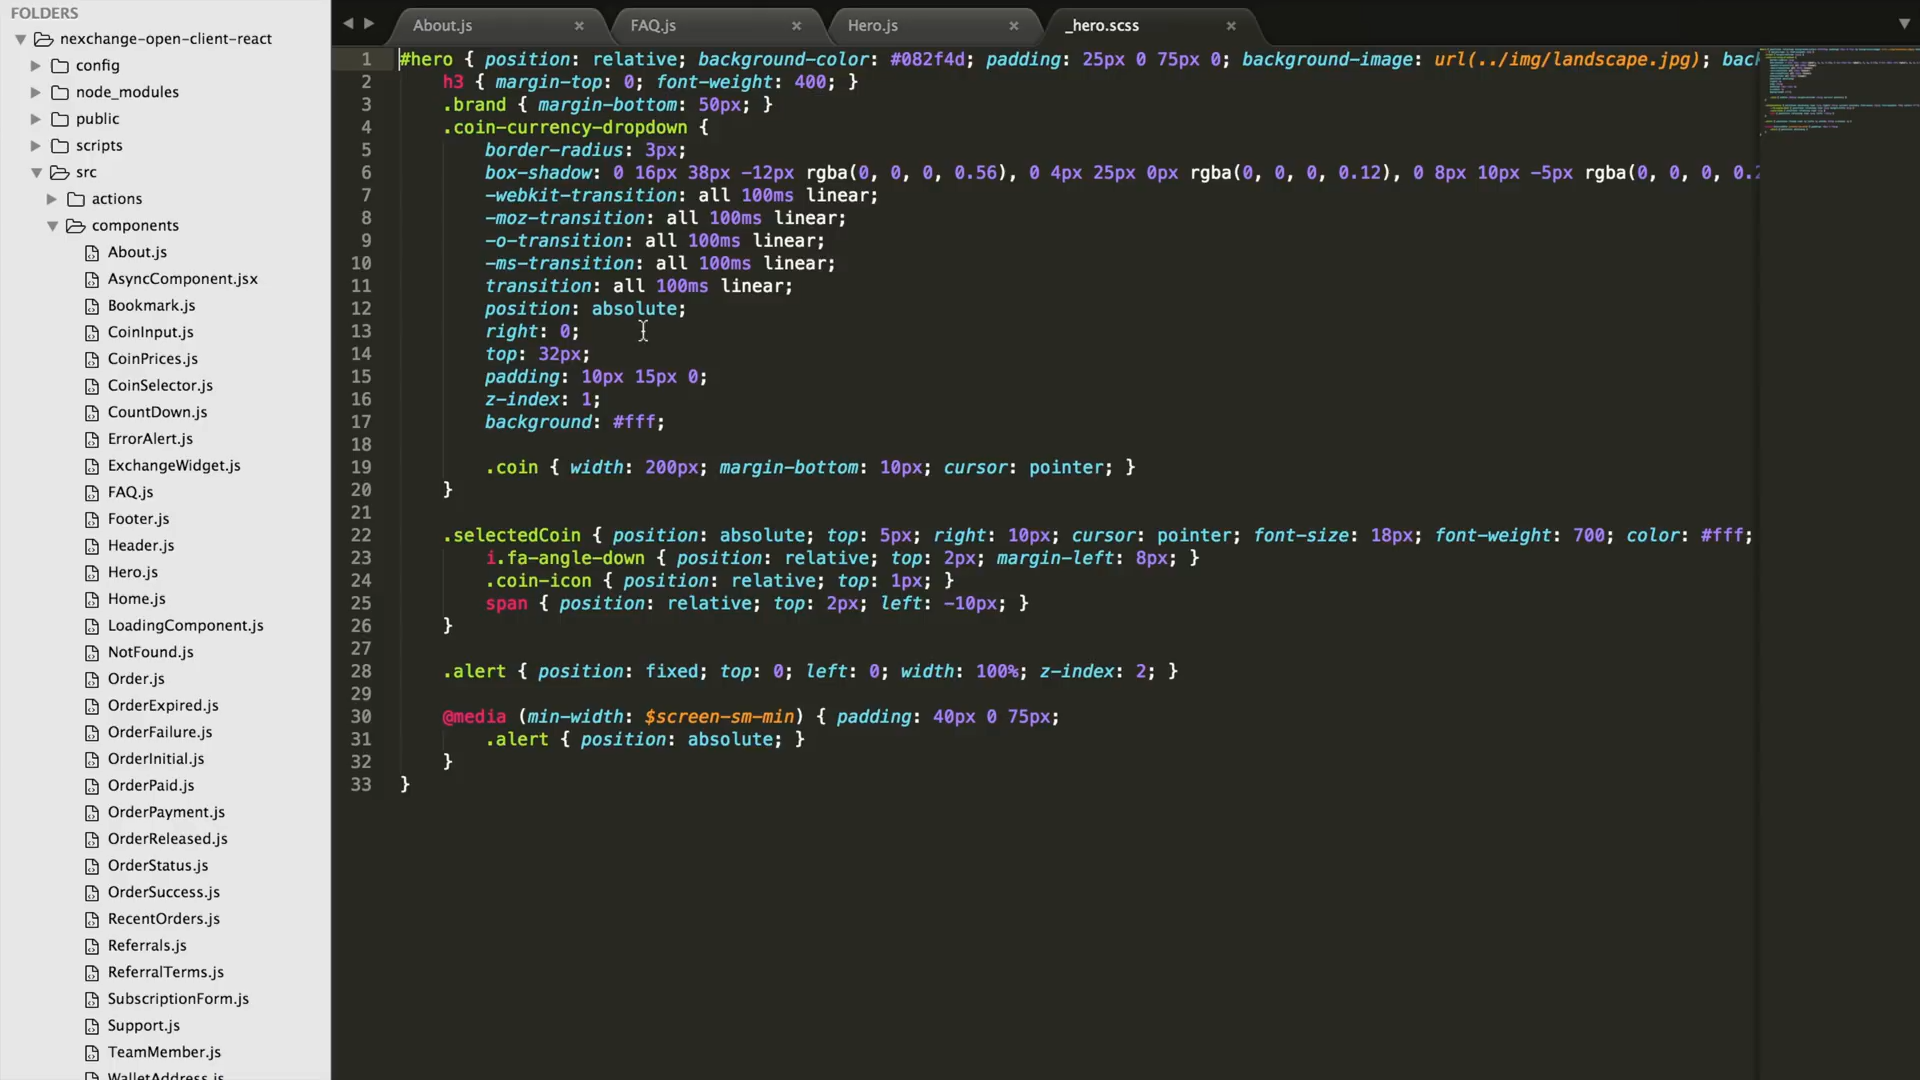 FOLDERS
nexchange-open-client-react
config
node_modules
public
scripts
src
actions
components
About.js
AsyncComponent.jsx
Bookmark.js
CoinInput.js
CoinPrices.js
CoinSelector.js
CountDown.js
ErrorAlert.js
ExchangeWidget.js
FAQ.js
Footer.js
Header.js
Hero.js
Home.js
LoadingComponent.js
NotFound.js
Order.js
OrderExpired.js
OrderFailure.js
OrderInitial.js
OrderPaid.js
OrderPayment.js
OrderReleased.js
OrderStatus.js
OrderSuccess.js
RecentOrders.js
Referrals.js
ReferralTerms.js
SubscriptionForm.js
Support.js
TeamMember.js
WalletAddress.js
About.js × FAQ.js × Hero.js × _hero.scss ×
1 #hero { position: relative; background-color: #082f4d; padding: 25px 0 75px 0; background-image: url(../img/landscape.jpg); bac
2 h3 { margin-top: 0; font-weight: 400; }
3 .brand { margin-bottom: 50px; }
4 .coin-currency-dropdown {
5 border-radius: 3px;
6 box-shadow: 0 16px 38px -12px rgba(0, 0, 0, 0.56), 0 4px 25px 0px rgba(0, 0, 0, 0.12), 0 8px 10px -5px rgba(0, 0, 0, 0.2
7 -webkit-transition: all 100ms linear;
8 -moz-transition: all 100ms linear;
9 -o-transition: all 100ms linear;
10 -ms-transition: all 100ms linear;
11 transition: all 100ms linear;
12 position: absolute;
13 right: 0;
14 top: 32px;
15 padding: 10px 15px 0;
16 z-index: 1;
17 background: #fff;
18
19 .coin { width: 200px; margin-bottom: 10px; cursor: pointer; }
20 }
21
22 .selectedCoin { position: absolute; top: 5px; right: 10px; cursor: pointer; font-size: 18px; font-weight: 700; color: #fff;
23 i.fa-angle-down { position: relative; top: 2px; margin-left: 8px; }
24 .coin-icon { position: relative; top: 1px; }
25 span { position: relative; top: 2px; left: -10px; }
26 }
27
28 .alert { position: fixed; top: 0; left: 0; width: 100%; z-index: 2; }
29
30 @media (min-width: $screen-sm-min) { padding: 40px 0 75px;
31 .alert { position: absolute; }
32 }
33 }